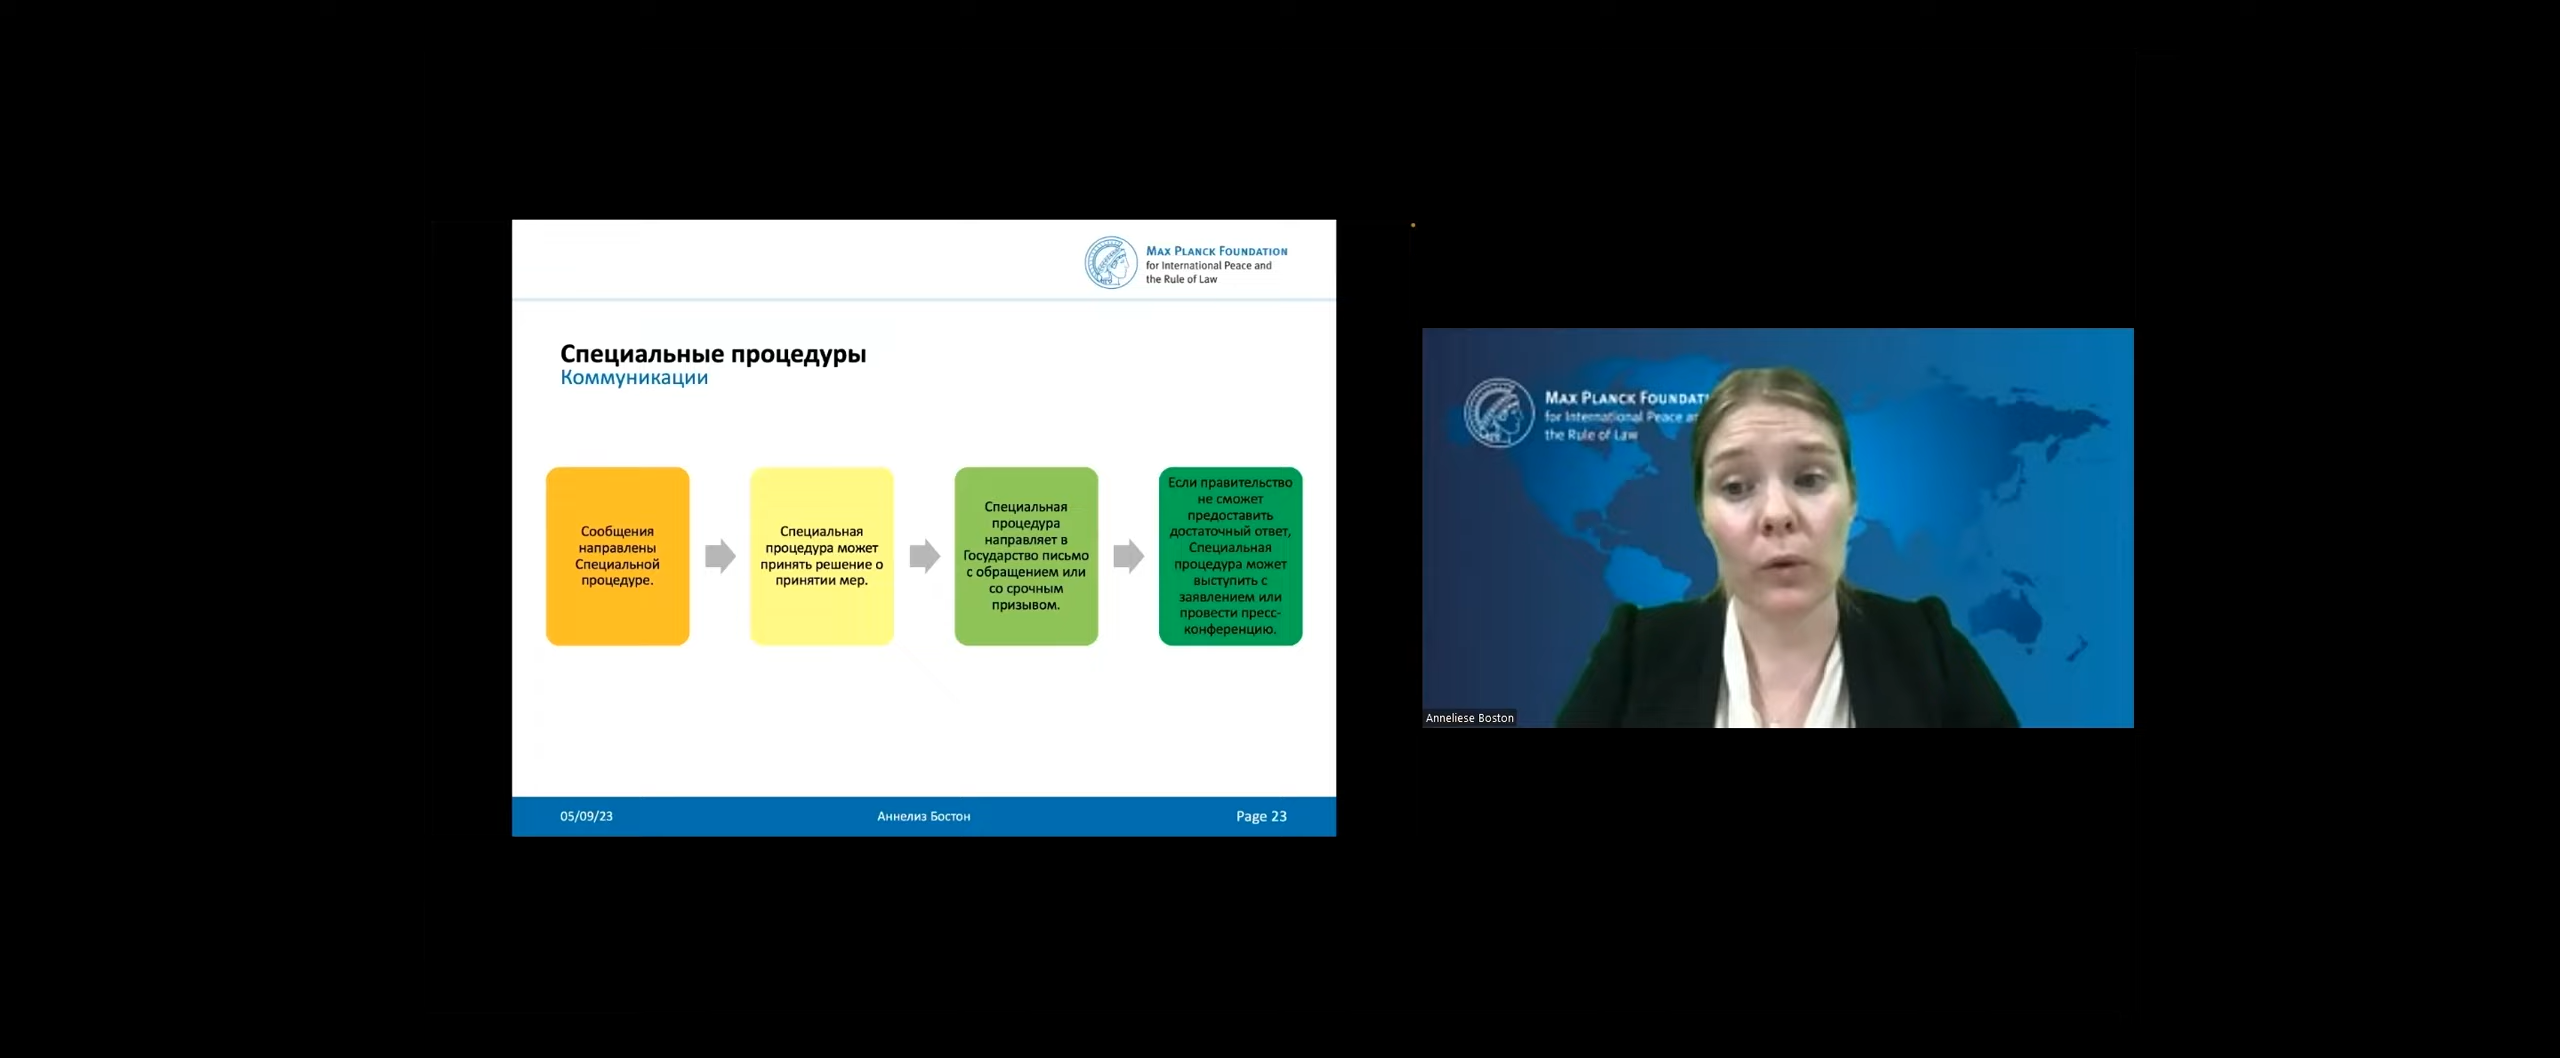 MAX PLANCK FOUNDATION
for International Peace and
the Rule of Law
Специальные процедуры
Коммуникации
Сообщения
направлены
Специальной
процедуре.
Специальная
процедура может
принять решение о
принятии мер.
Специальная
процедура
направляет в
Государство письмо
с обращением или
со срочным
призывом.
Если правительство
не сможет
предоставить
достаточный ответ,
Специальная
процедура может
выступить с
заявлением или
провести пресс-
конференцию.
05/09/23
Аннелиз Бостон
Page 23
MAX PLANCK FOUNDAT
for International Peace a
the Rule of Law
Anneliese Boston